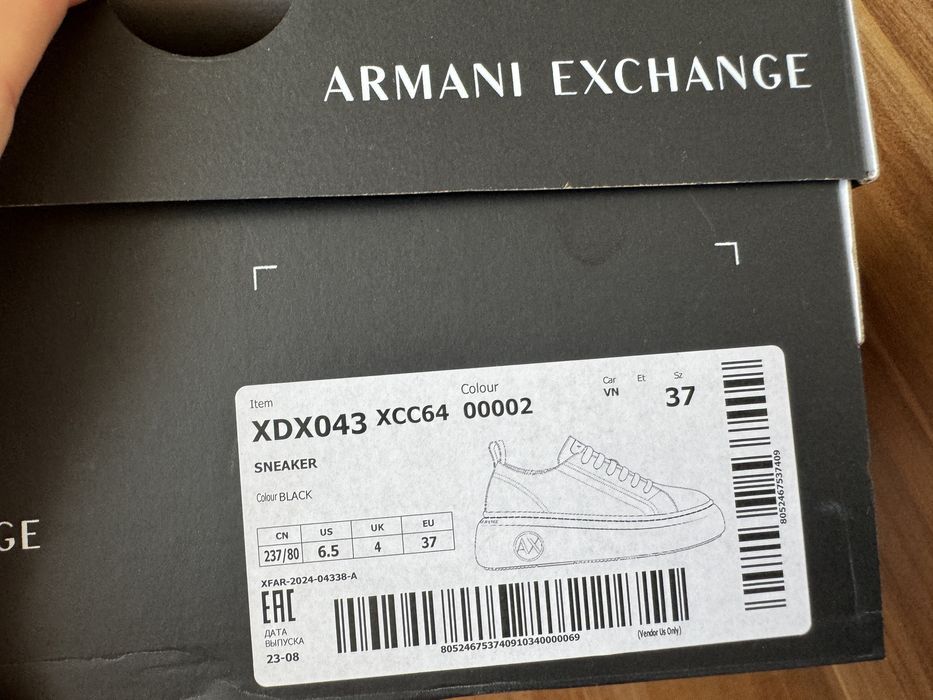 ARMANI EXCHANGE
GE
Item
XDX043 XCC64
Colour
00002
Car
VN
Et
Sz
37
SNEAKER
Colour BLACK
CN US UK EU
237/80 6.5 4 37
XFAR-2024-04338-A
EAC
ДАТА
ВЫПУСКА
23-08
AX
805246753740910340000069
(Vendor Us Only)
8052467537409